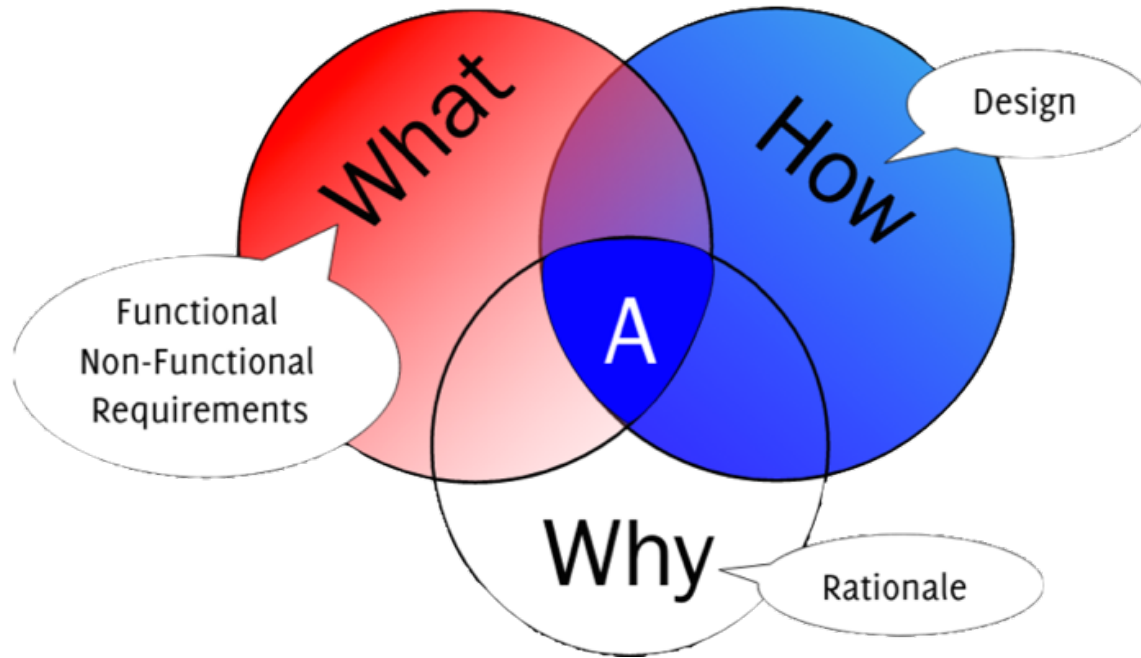 What
How
Design
Functional
Non-Functional
Requirements
A
Why
Rationale